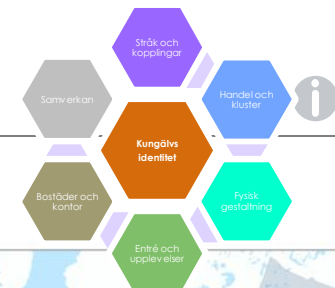 Stråk och
kopplingar
Samverkan
Handel och
kluster
Kungälvs
identitet
Bostäder och
kontor
Fysisk
gestaltning
Entré och
upplevelser
i